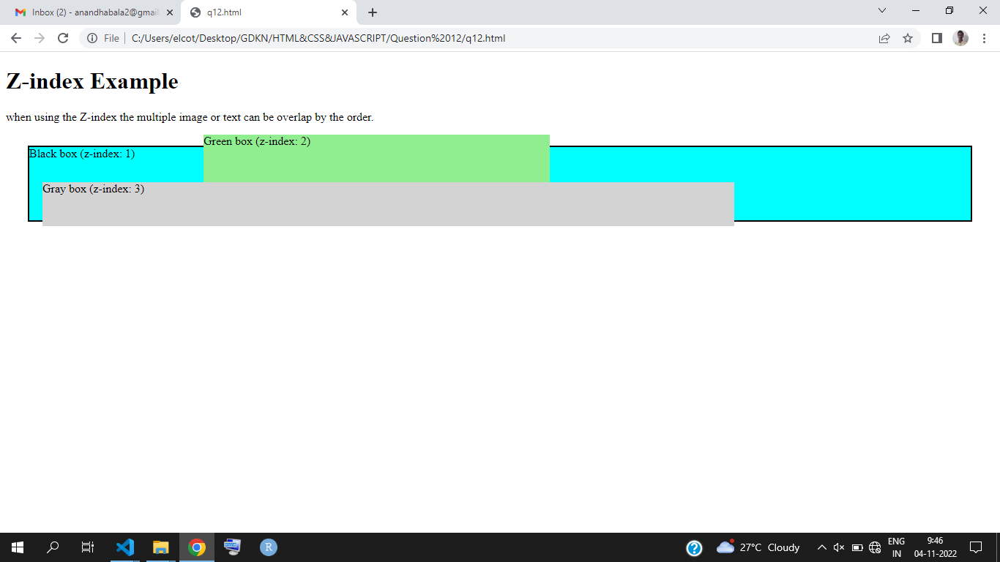 Inbox (2) - anandhabala2@gmail.
q12.html
File
C:/Users/elcot/Desktop/GDKN/HTML&CSS&JAVASCRIPT/Question%2012/q12.html
Z-index Example
when using the Z-index the multiple image or text can be overlap by the order.
Green box (z-index: 2)
Black box (z-index: 1)
Gray box (z-index: 3)
R
?
27°C Cloudy
ENG
IN
9:46
04-11-2022